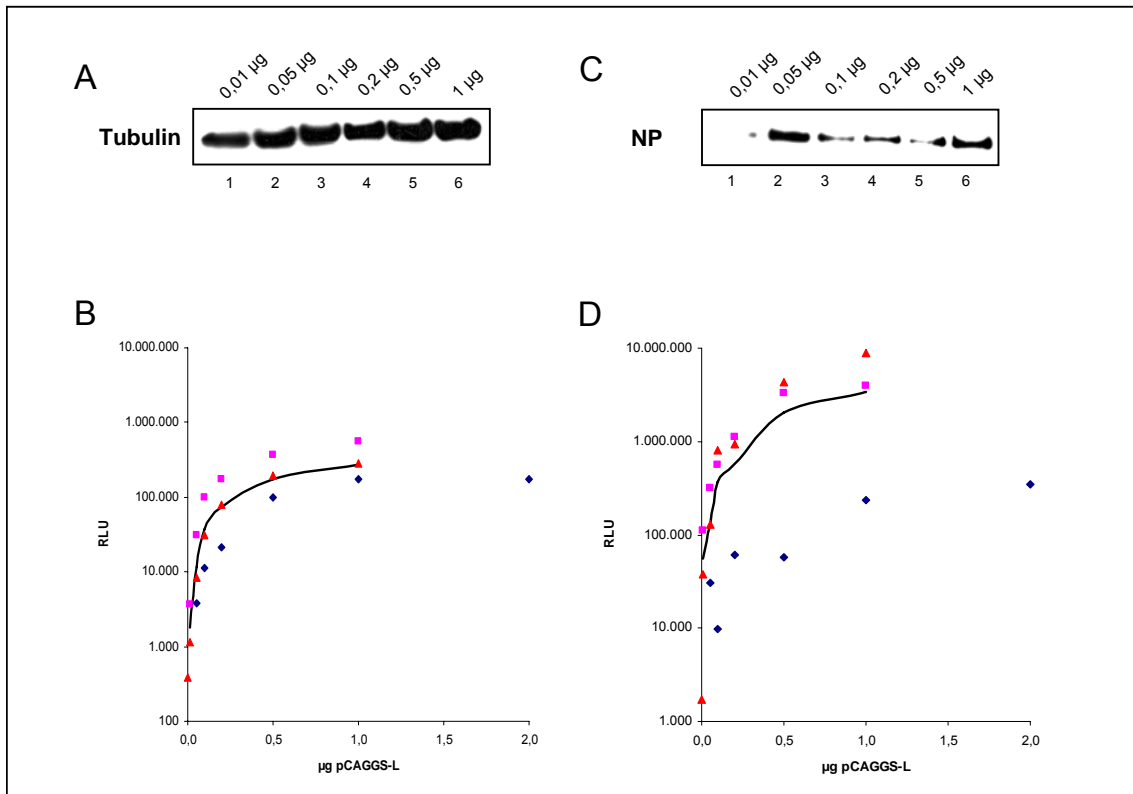 A
0,01 µg 0,05 µg 0,1 µg 0,2 µg 0,5 µg 1 µg
Tubulin
1 2 3 4 5 6
C
0,01 µg 0,05 µg 0,1 µg 0,2 µg 0,5 µg 1 µg
NP
1 2 3 4 5 6
B
10.000.000
1.000.000
100.000
10.000
1.000
100
RLU
0,0 0,5 1,0 1,5 2,0
µg pCAGGS-L
D
10.000.000
1.000.000
100.000
10.000
1.000
RLU
0,0 0,5 1,0 1,5 2,0
µg pCAGGS-L